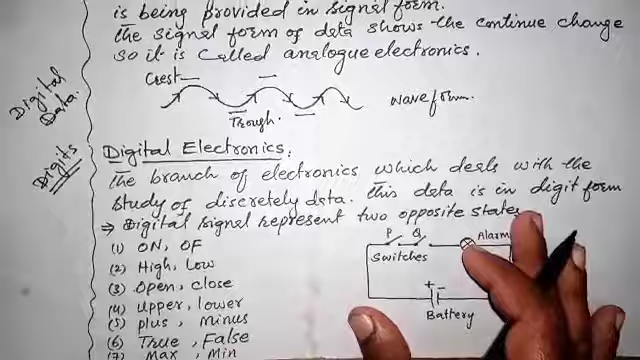 is being provided in signal form.
the signal form of data shows the continue change
so it is called analogue electronics.
Crest
wave form.
Though
Digital
Data.
Digits
Digital Electronics.
The branch of electronics which deals with the
study of discretely data. This data is in digit form
⇒ Digital signal represent two opposite states
(1) ON, OF
(2) High, Low
(3) Open, close
(4) upper, lower
(5) plus, minus
(6) True, False
(7) Max, Min
P Q Alarm
Switches
+ -
Battery